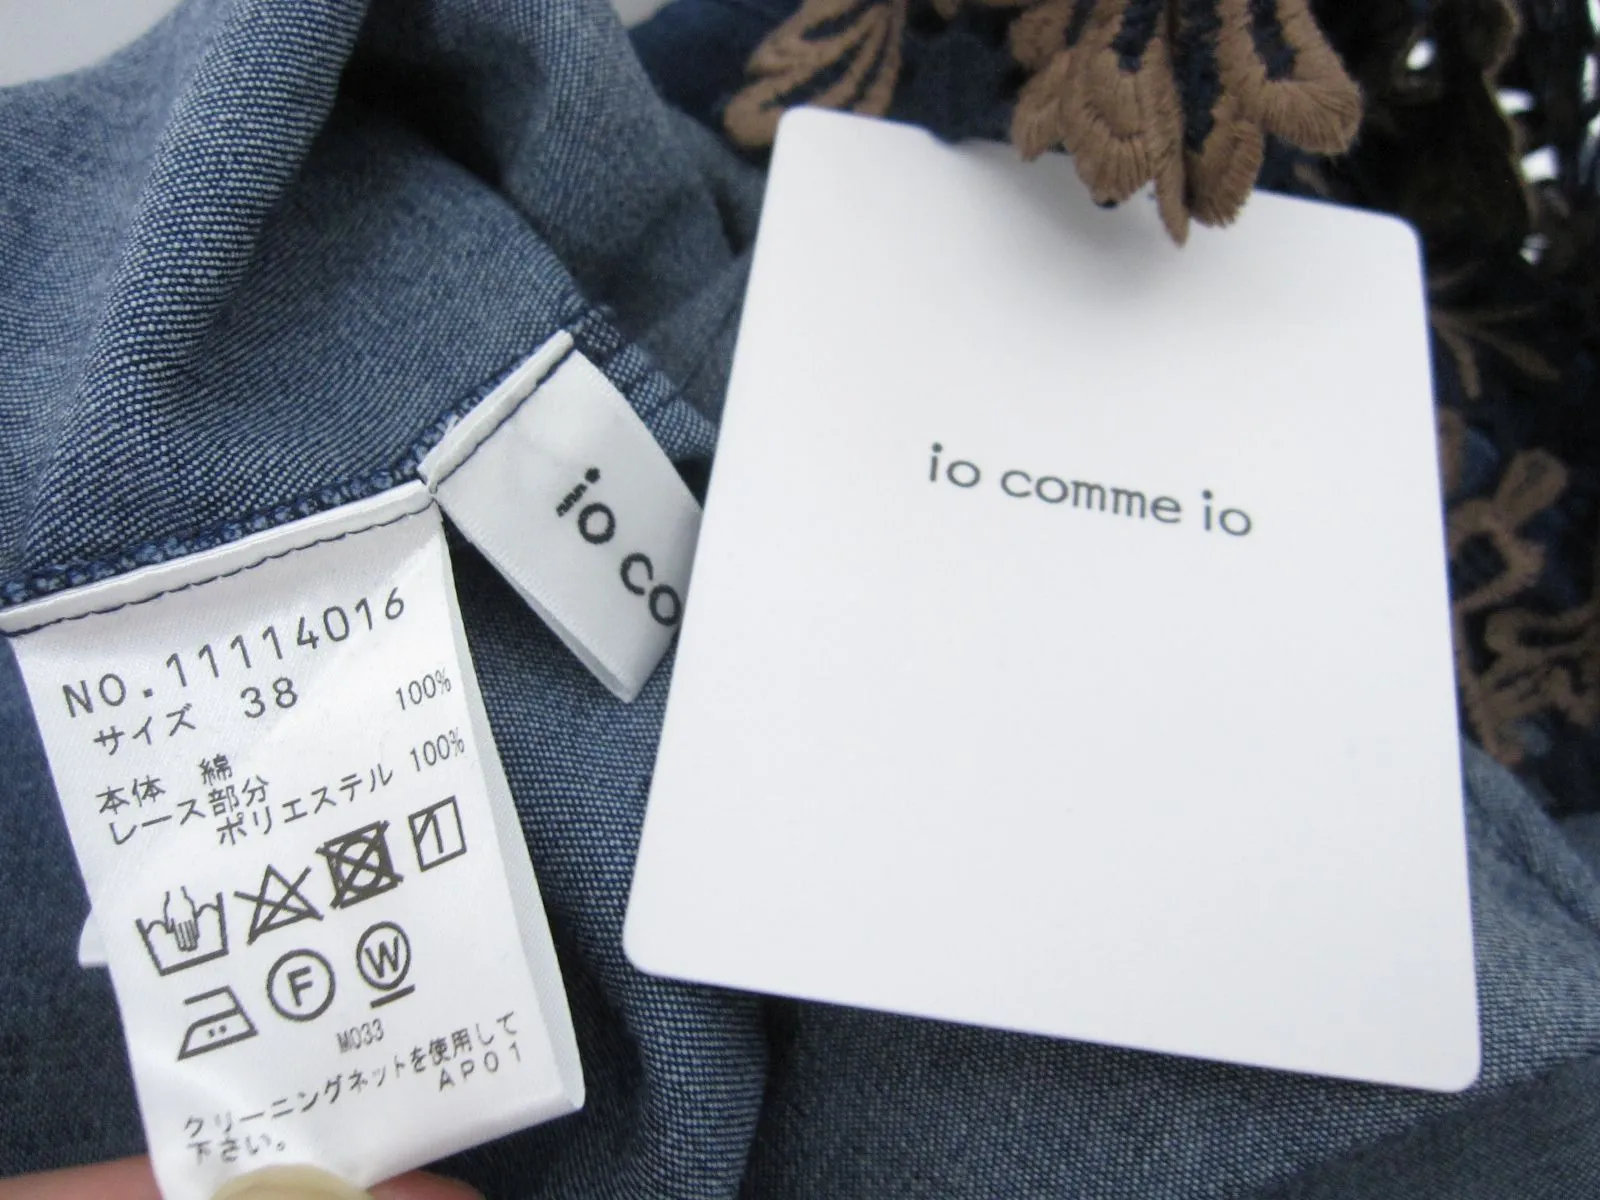 io comme io
io co
NO.11114016
サイズ 38
本体 綿 100%
レース部分
ポリエステル 100%
F
W
M033
クリーニングネットを使用して
下さい。
AP01